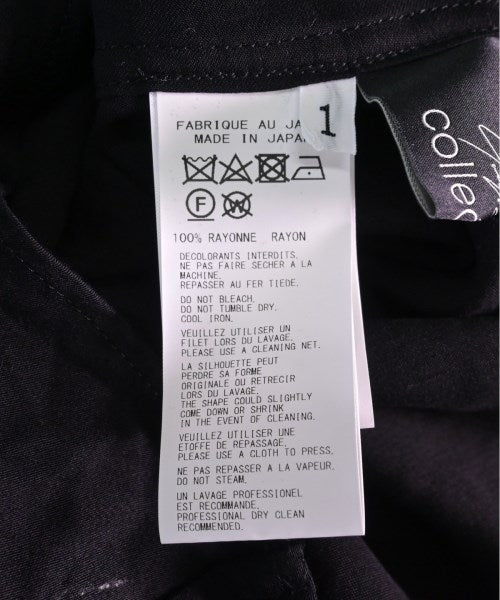 1
FABRIQUE AU
MADE IN JAPAN
F
W
100% RAYONNE RAYON
DECOLORANTS INTERDITS.
NE PAS FAIRE SECHER A LA
MACHINE.
REPASSER AU FER TIEDE.
DO NOT BLEACH.
DO NOT TUMBLE DRY.
COOL IRON.
VEUILLEZ UTILISER UN
FILET LORS DU LAVAGE.
PLEASE USE A CLEANING NET.
LA SILHOUETTE PEUT
PERDRE SA FORME
ORIGINALE OU RETRECIR
LORS DU LAVAGE.
THE SHAPE COULD SLIGHTLY
COME DOWN OR SHRINK
IN THE EVENT OF CLEANING.
VEUILLEZ UTILISER UNE
ETOFFE DE REPASSAGE.
PLEASE USE A CLOTH TO PRESS.
NE PAS REPASSER A LA VAPEUR.
DO NOT STEAM.
UN LAVAGE PROFESSIONEL
EST RECOMMANDE.
PROFESSIONAL DRY CLEAN
RECOMMENDED.